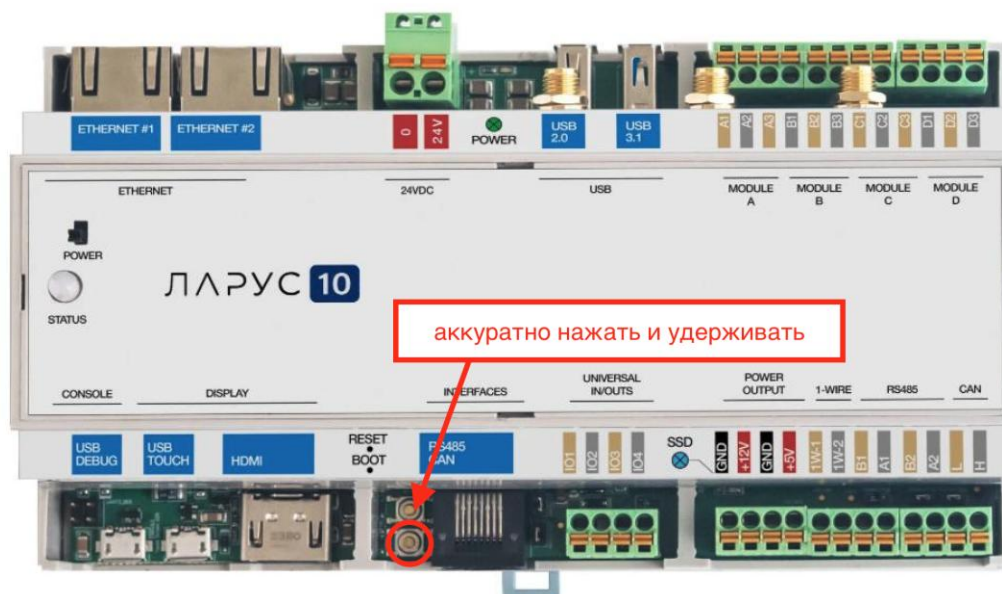 ETHERNET #1 ETHERNET #2 0 24V POWER USB 2.0 USB 3.1 A1 A2 A3 B1 B2 B3 C1 C2 C3 D1 D2 D3
ETHERNET 24VDC USB MODULE A MODULE B MODULE C MODULE D
POWER
STATUS
ЛАРУС 10
аккуратно нажать и удерживать
CONSOLE DISPLAY INTERFACES UNIVERSAL IN/OUTS POWER OUTPUT 1-WIRE RS485 CAN
USB DEBUG USB TOUCH HDMI RESET BOOT RS485 CAN IO1 IO2 IO3 IO4 SSD GND +12V GND +5V 1W-1 1W-2 B1 A1 B2 A2 L H